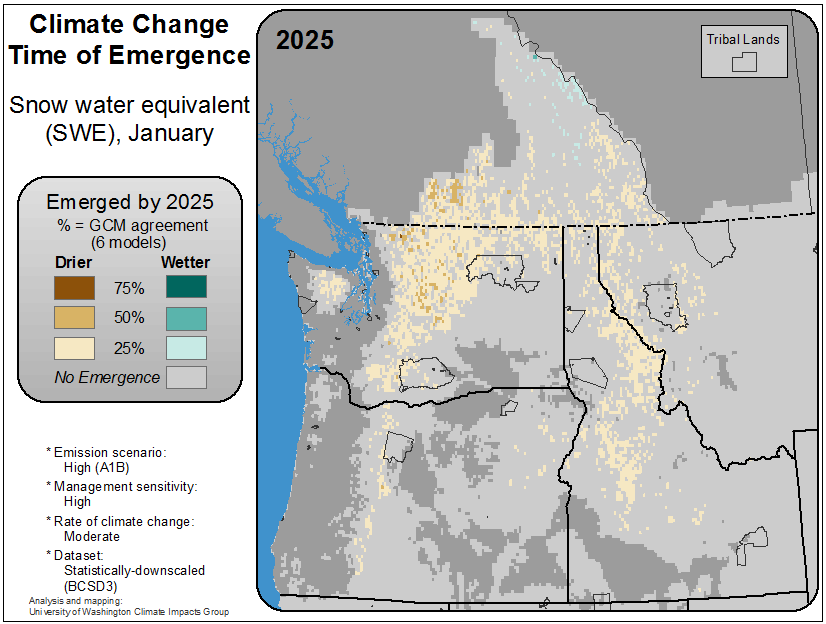 Climate Change
Time of Emergence
Snow water equivalent
(SWE), January
Emerged by 2025
% = GCM agreement
(6 models)
Drier Wetter
75%
50%
25%
No Emergence
* Emission scenario:
High (A1B)
* Management sensitivity:
High
* Rate of climate change:
Moderate
* Dataset:
Statistically-downscaled
(BCSD3)
Analysis and mapping:
University of Washington Climate Impacts Group
2025
Tribal Lands